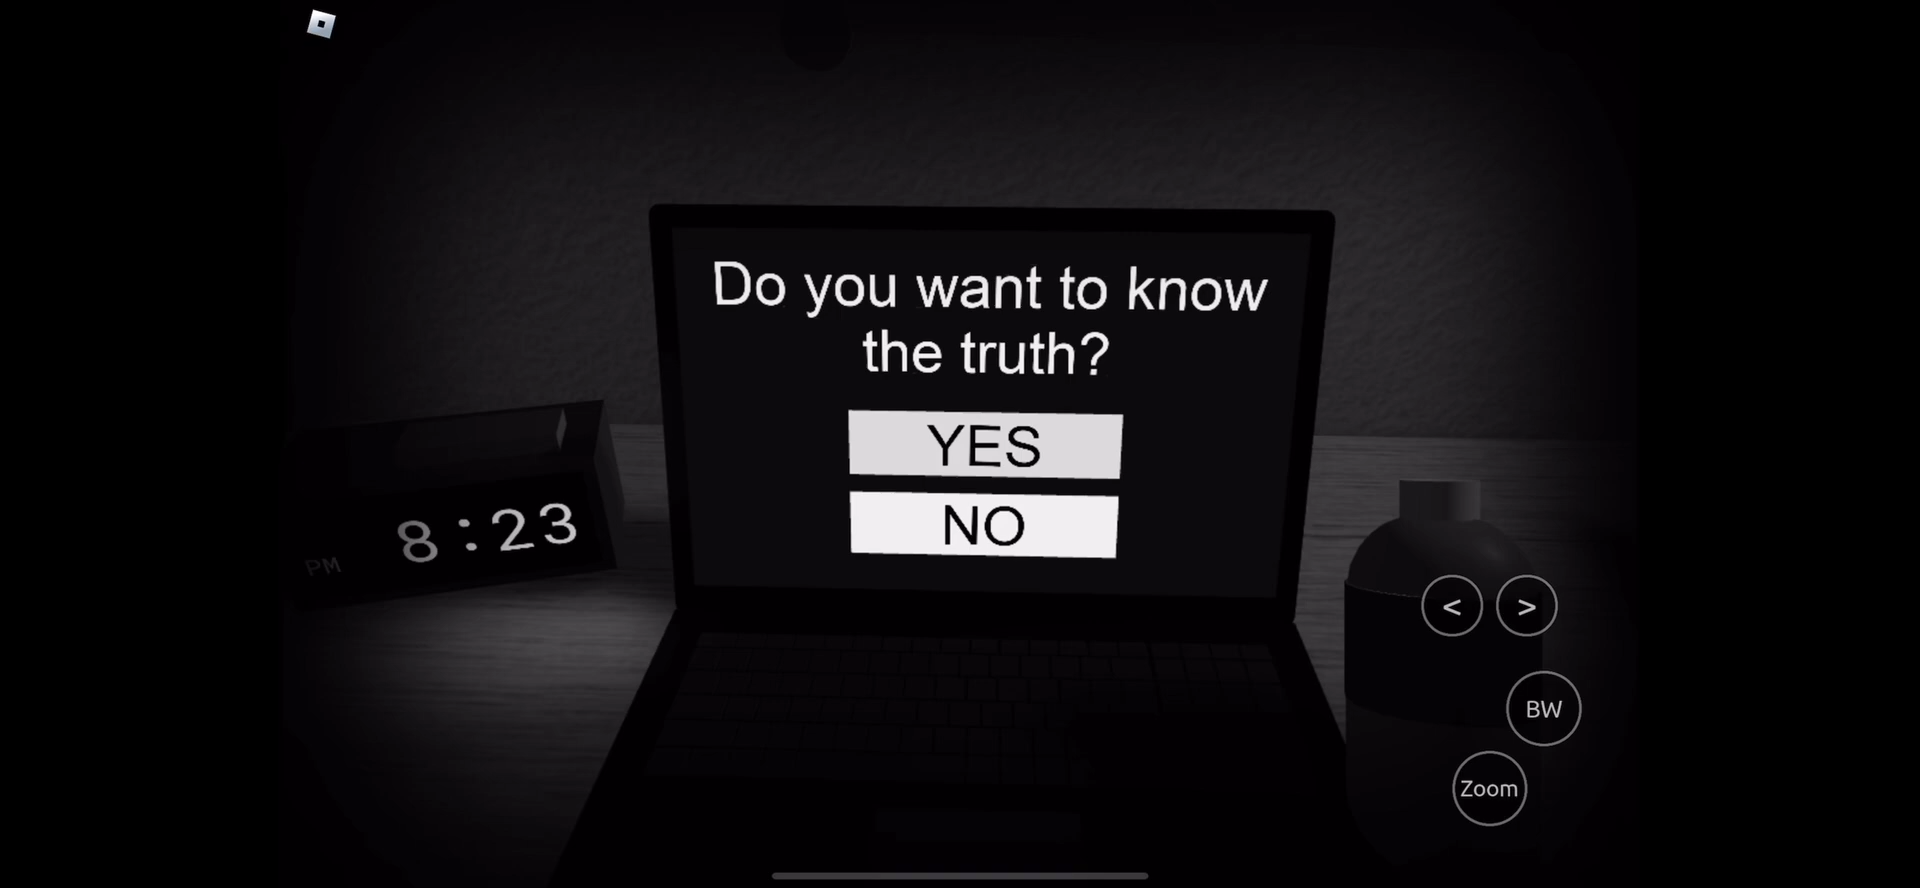 Do you want to know
the truth?
YES
NO
PM 8:23
< >
BW
Zoom